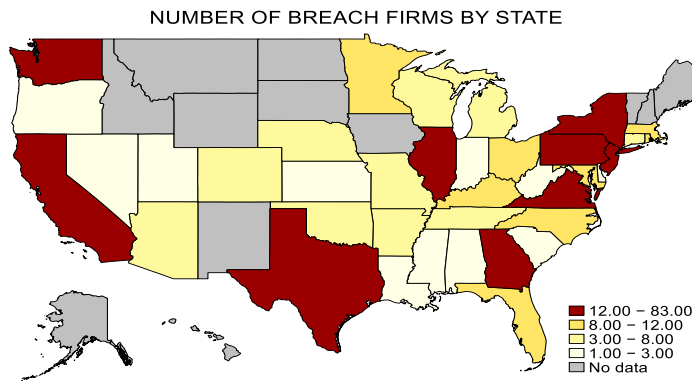 NUMBER OF BREACH FIRMS BY STATE
12.00 − 83.00
8.00 − 12.00
3.00 − 8.00
1.00 − 3.00
No data